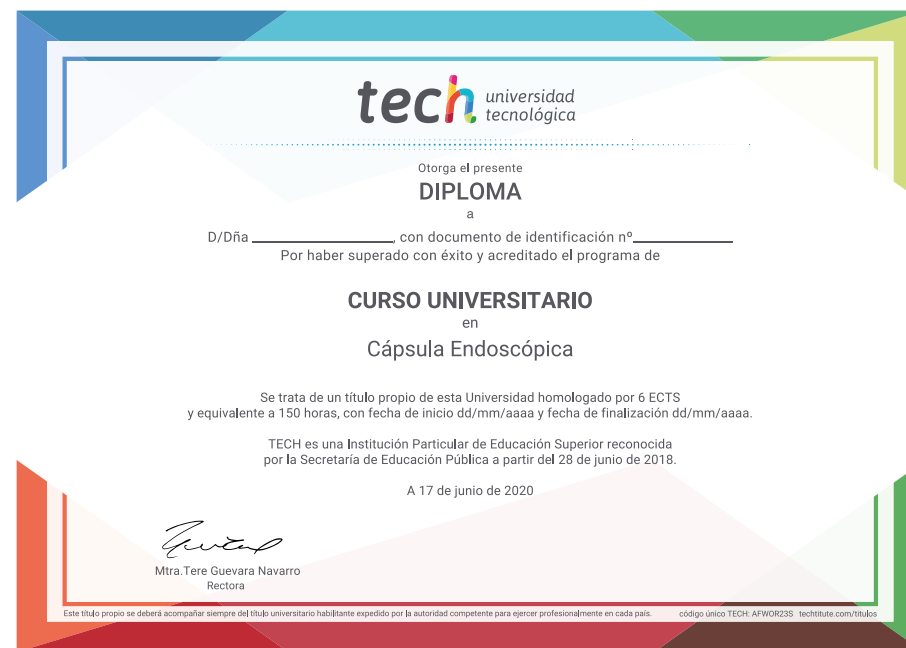 tech universidad
tecnológica
Otorga el presente
DIPLOMA
a
D/Dña ____________________, con documento de identificación nº______________
Por haber superado con éxito y acreditado el programa de
CURSO UNIVERSITARIO
en
Cápsula Endoscópica
Se trata de un título propio de esta Universidad homologado por 6 ECTS
y equivalente a 150 horas, con fecha de inicio dd/mm/aaaa y fecha de finalización dd/mm/aaaa.
TECH es una Institución Particular de Educación Superior reconocida
por la Secretaría de Educación Pública a partir del 28 de junio de 2018.
A 17 de junio de 2020
Mtra.Tere Guevara Navarro
Rectora
Este título propio se deberá acompañar siempre del título universitario habilitante expedido por la autoridad competente para ejercer profesionalmente en cada país. código único TECH: AFWOR23S techtitute.com/titulos